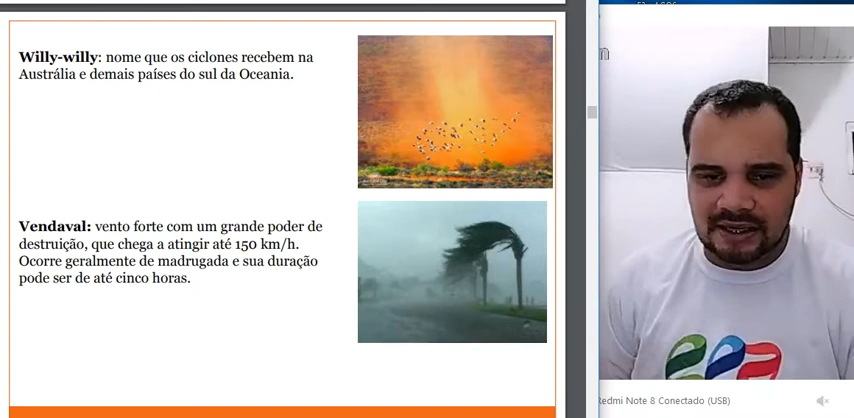 Willy-willy: nome que os ciclones recebem na
Austrália e demais países do sul da Oceania.
Vendaval: vento forte com um grande poder de
destruição, que chega a atingir até 150 km/h.
Ocorre geralmente de madrugada e sua duração
pode ser de até cinco horas.
Redmi Note 8 Conectado (USB)